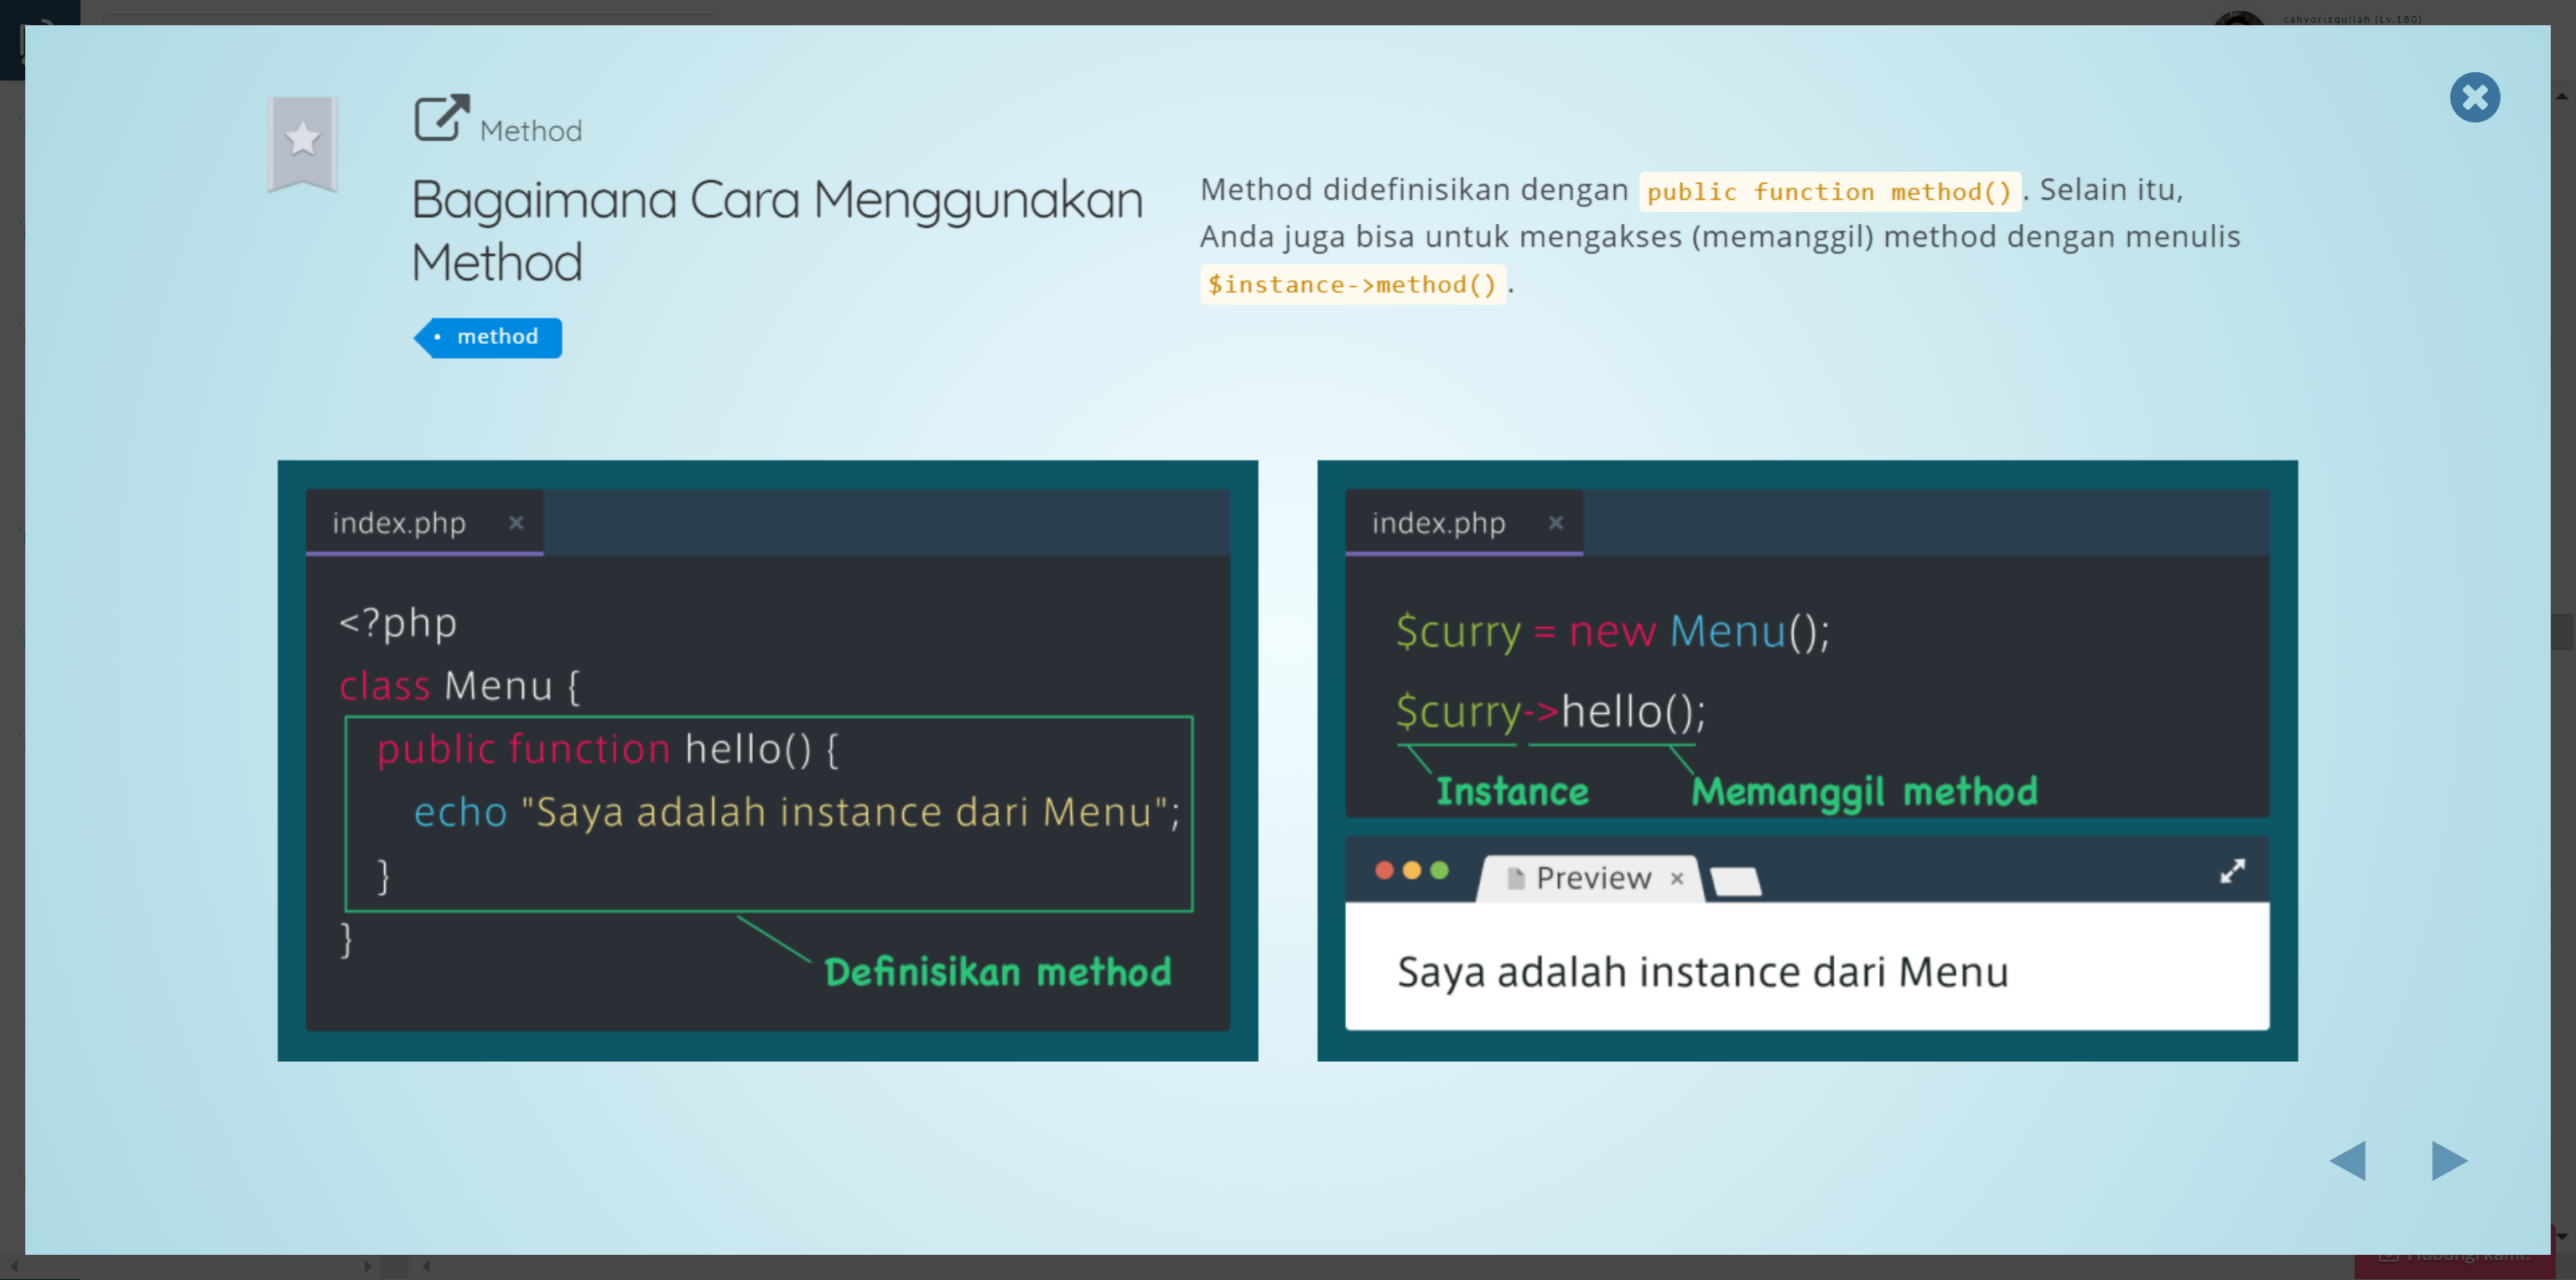 cahyorizqullah (Lv.180)
Method
Bagaimana Cara Menggunakan
Method
• method
Method didefinisikan dengan public function method() . Selain itu,
Anda juga bisa untuk mengakses (memanggil) method dengan menulis
$instance->method() .
index.php ×
<?php
class Menu {
public function hello() {
echo "Saya adalah instance dari Menu";
}
}
Definisikan method
index.php ×
$curry = new Menu();
$curry->hello();
Instance Memanggil method
Preview ×
Saya adalah instance dari Menu
Hubungi kami.